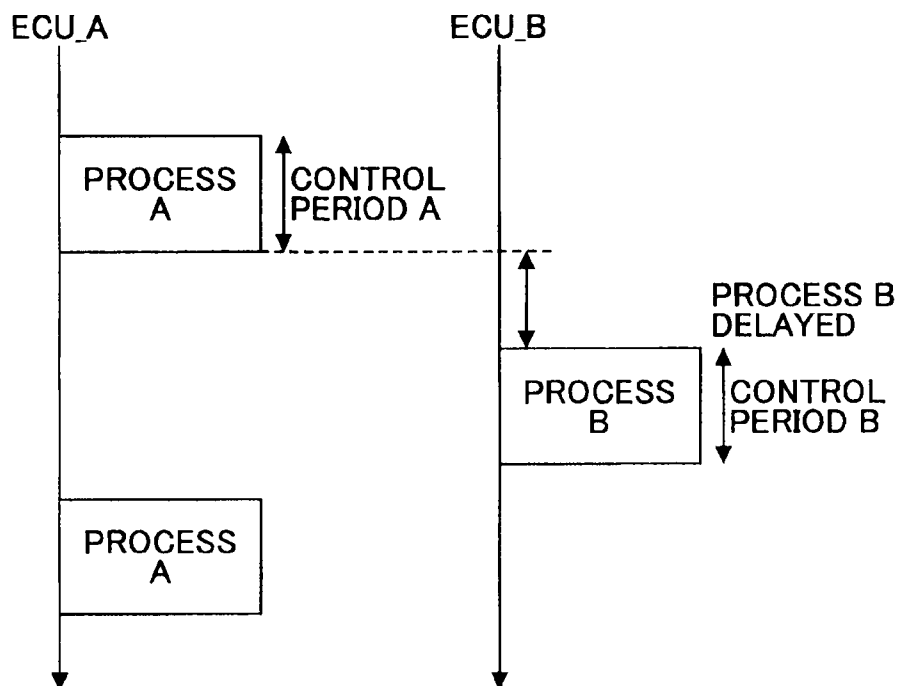 ECU_A
ECU_B
PROCESS
A
CONTROL
PERIOD A
PROCESS B
DELAYED
PROCESS
B
CONTROL
PERIOD B
PROCESS
A